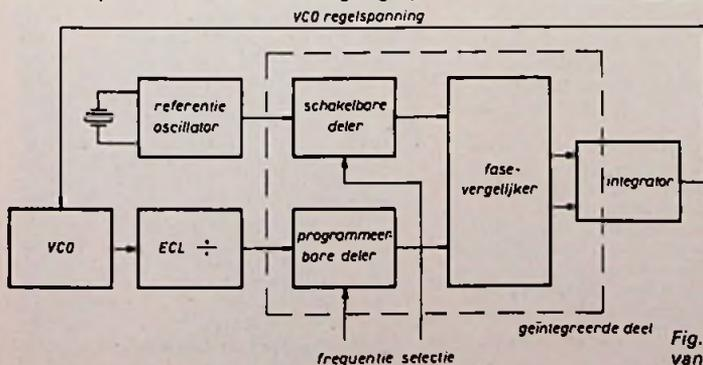 VCO regelspanning
referentie
oscillator
schakelbare
deler
fase-
vergelijker
integrator
VCO
ECL ÷
programmeer-
bare deler
geïntegreerde deel
frequentie selectie
Fig.
van